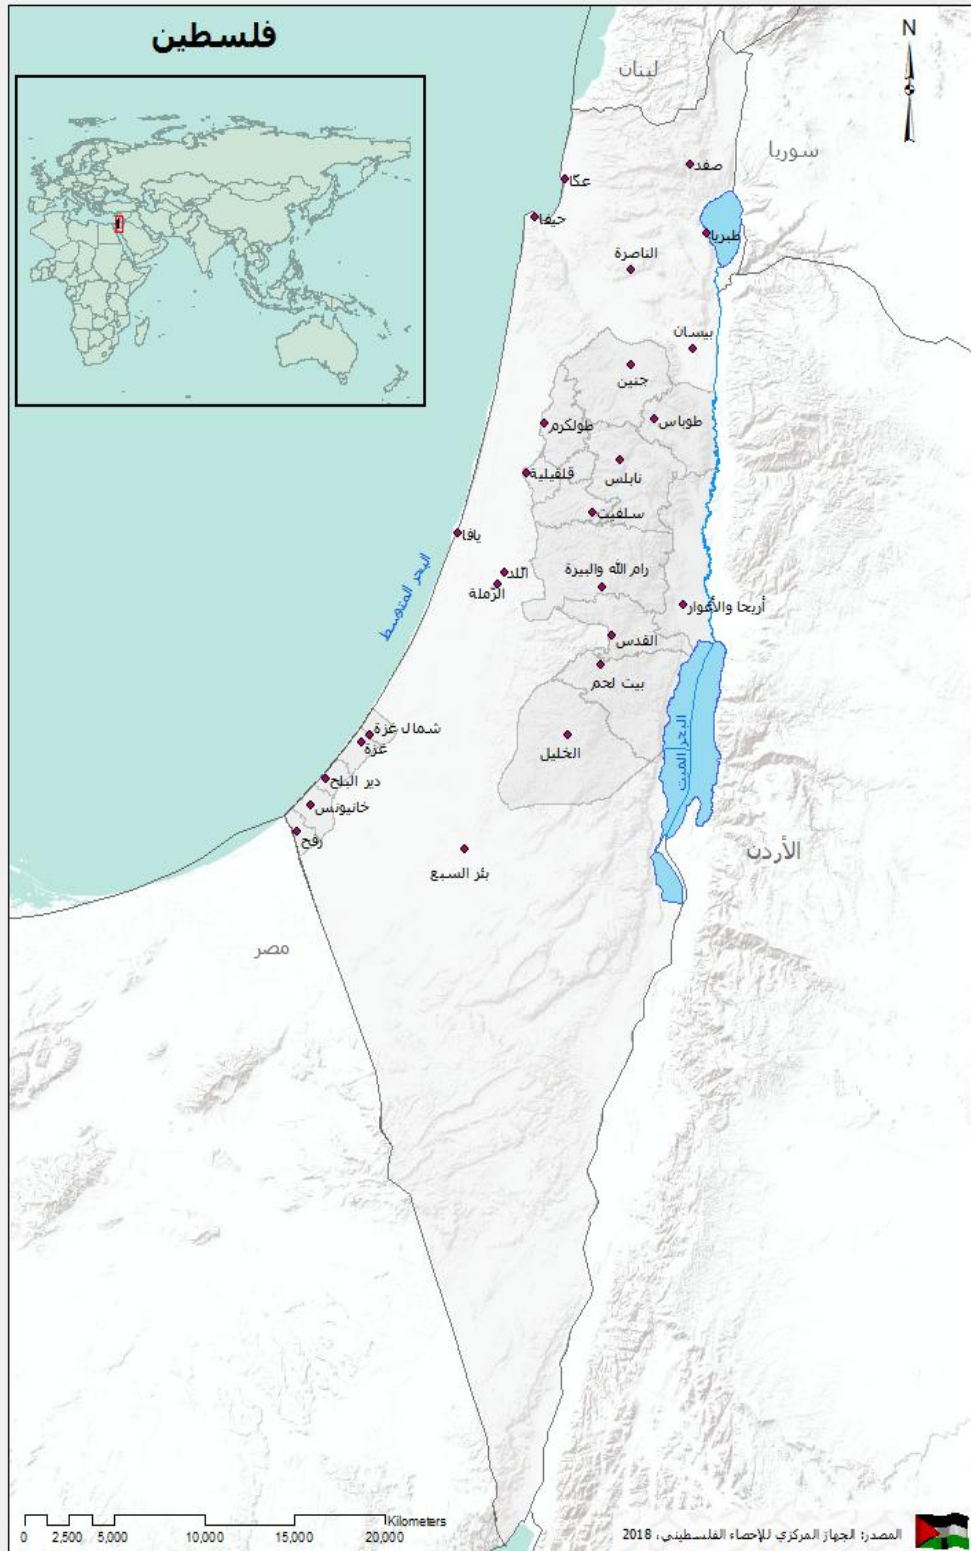 فلسطين
N
لبنان
سوريا
صفد
عكا
حيفا
طبريا
الناصرة
بيسان
جنين
طوباس
طولكرم
نابلس
قلقيلية
سلفيت
يافا
اللد
الرملة
رام الله والبيرة
أريحا والأغوار
البحر المتوسط
القدس
بيت لحم
البحر الميت
شمال غزة
غزة
الخليل
دير البلح
خانيونس
رفح
بئر السبع
الأردن
مصر
Kilometers
0 2,500 5,000 10,000 15,000 20,000
المصدر: الجهاز المركزي للإحصاء الفلسطيني، 2018